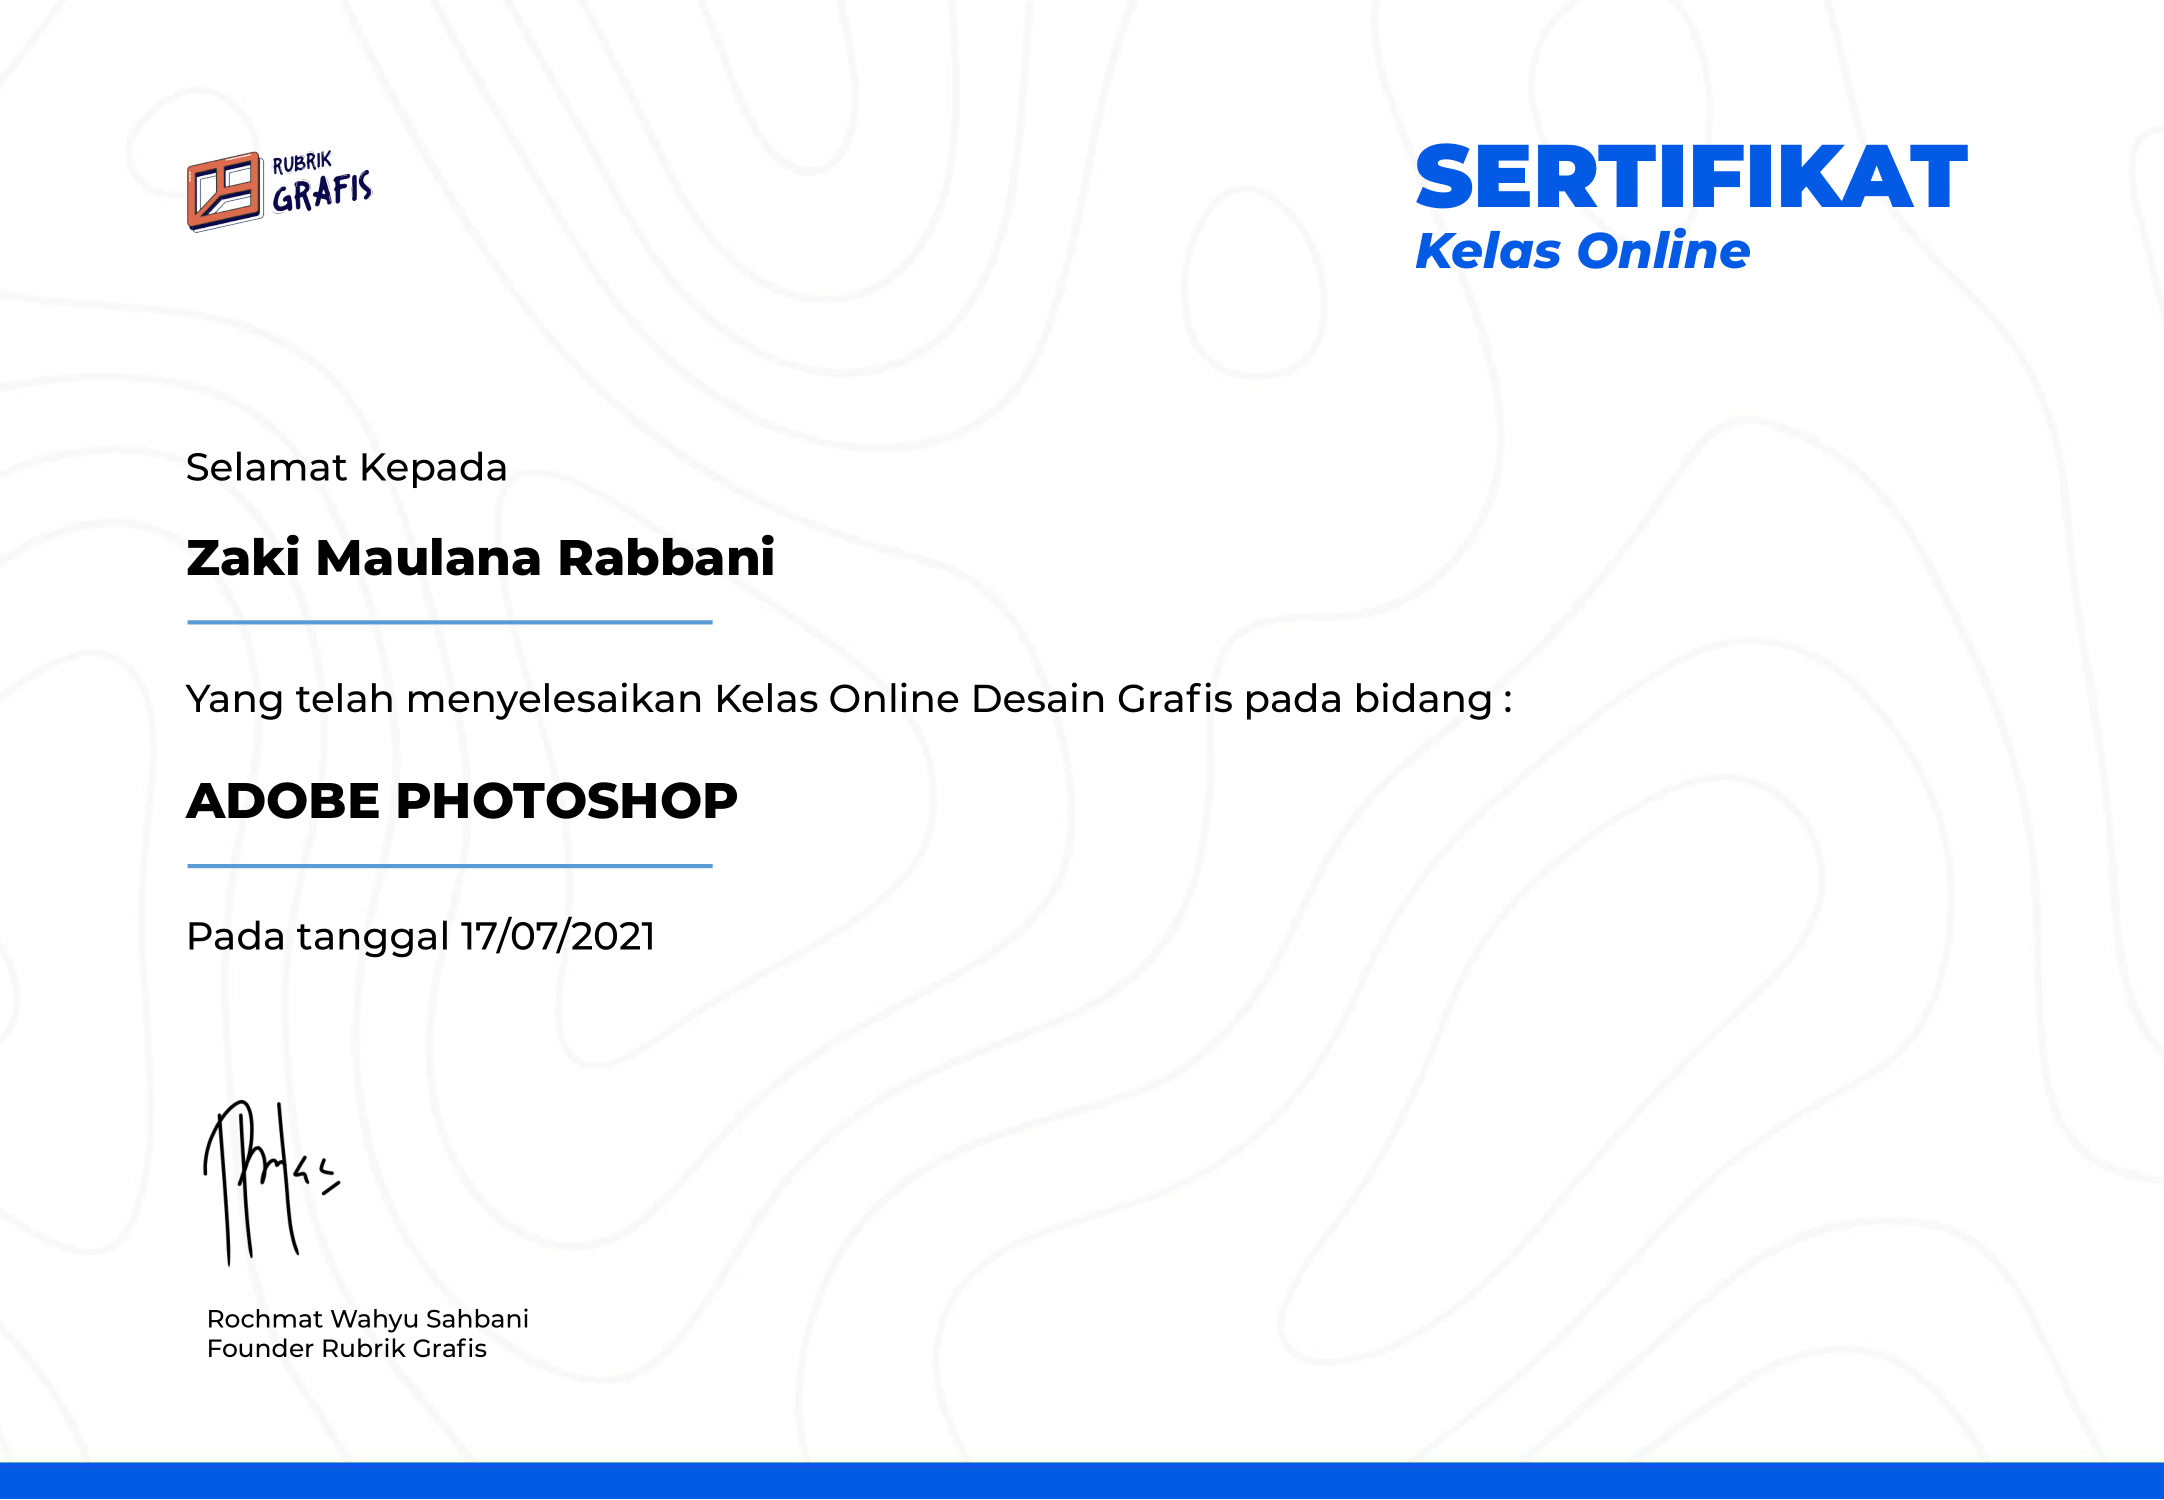 RUBRIK
GRAFIS
SERTIFIKAT
Kelas Online
Selamat Kepada
Zaki Maulana Rabbani
Yang telah menyelesaikan Kelas Online Desain Grafis pada bidang :
ADOBE PHOTOSHOP
Pada tanggal 17/07/2021
Rochmat Wahyu Sahbani
Founder Rubrik Grafis